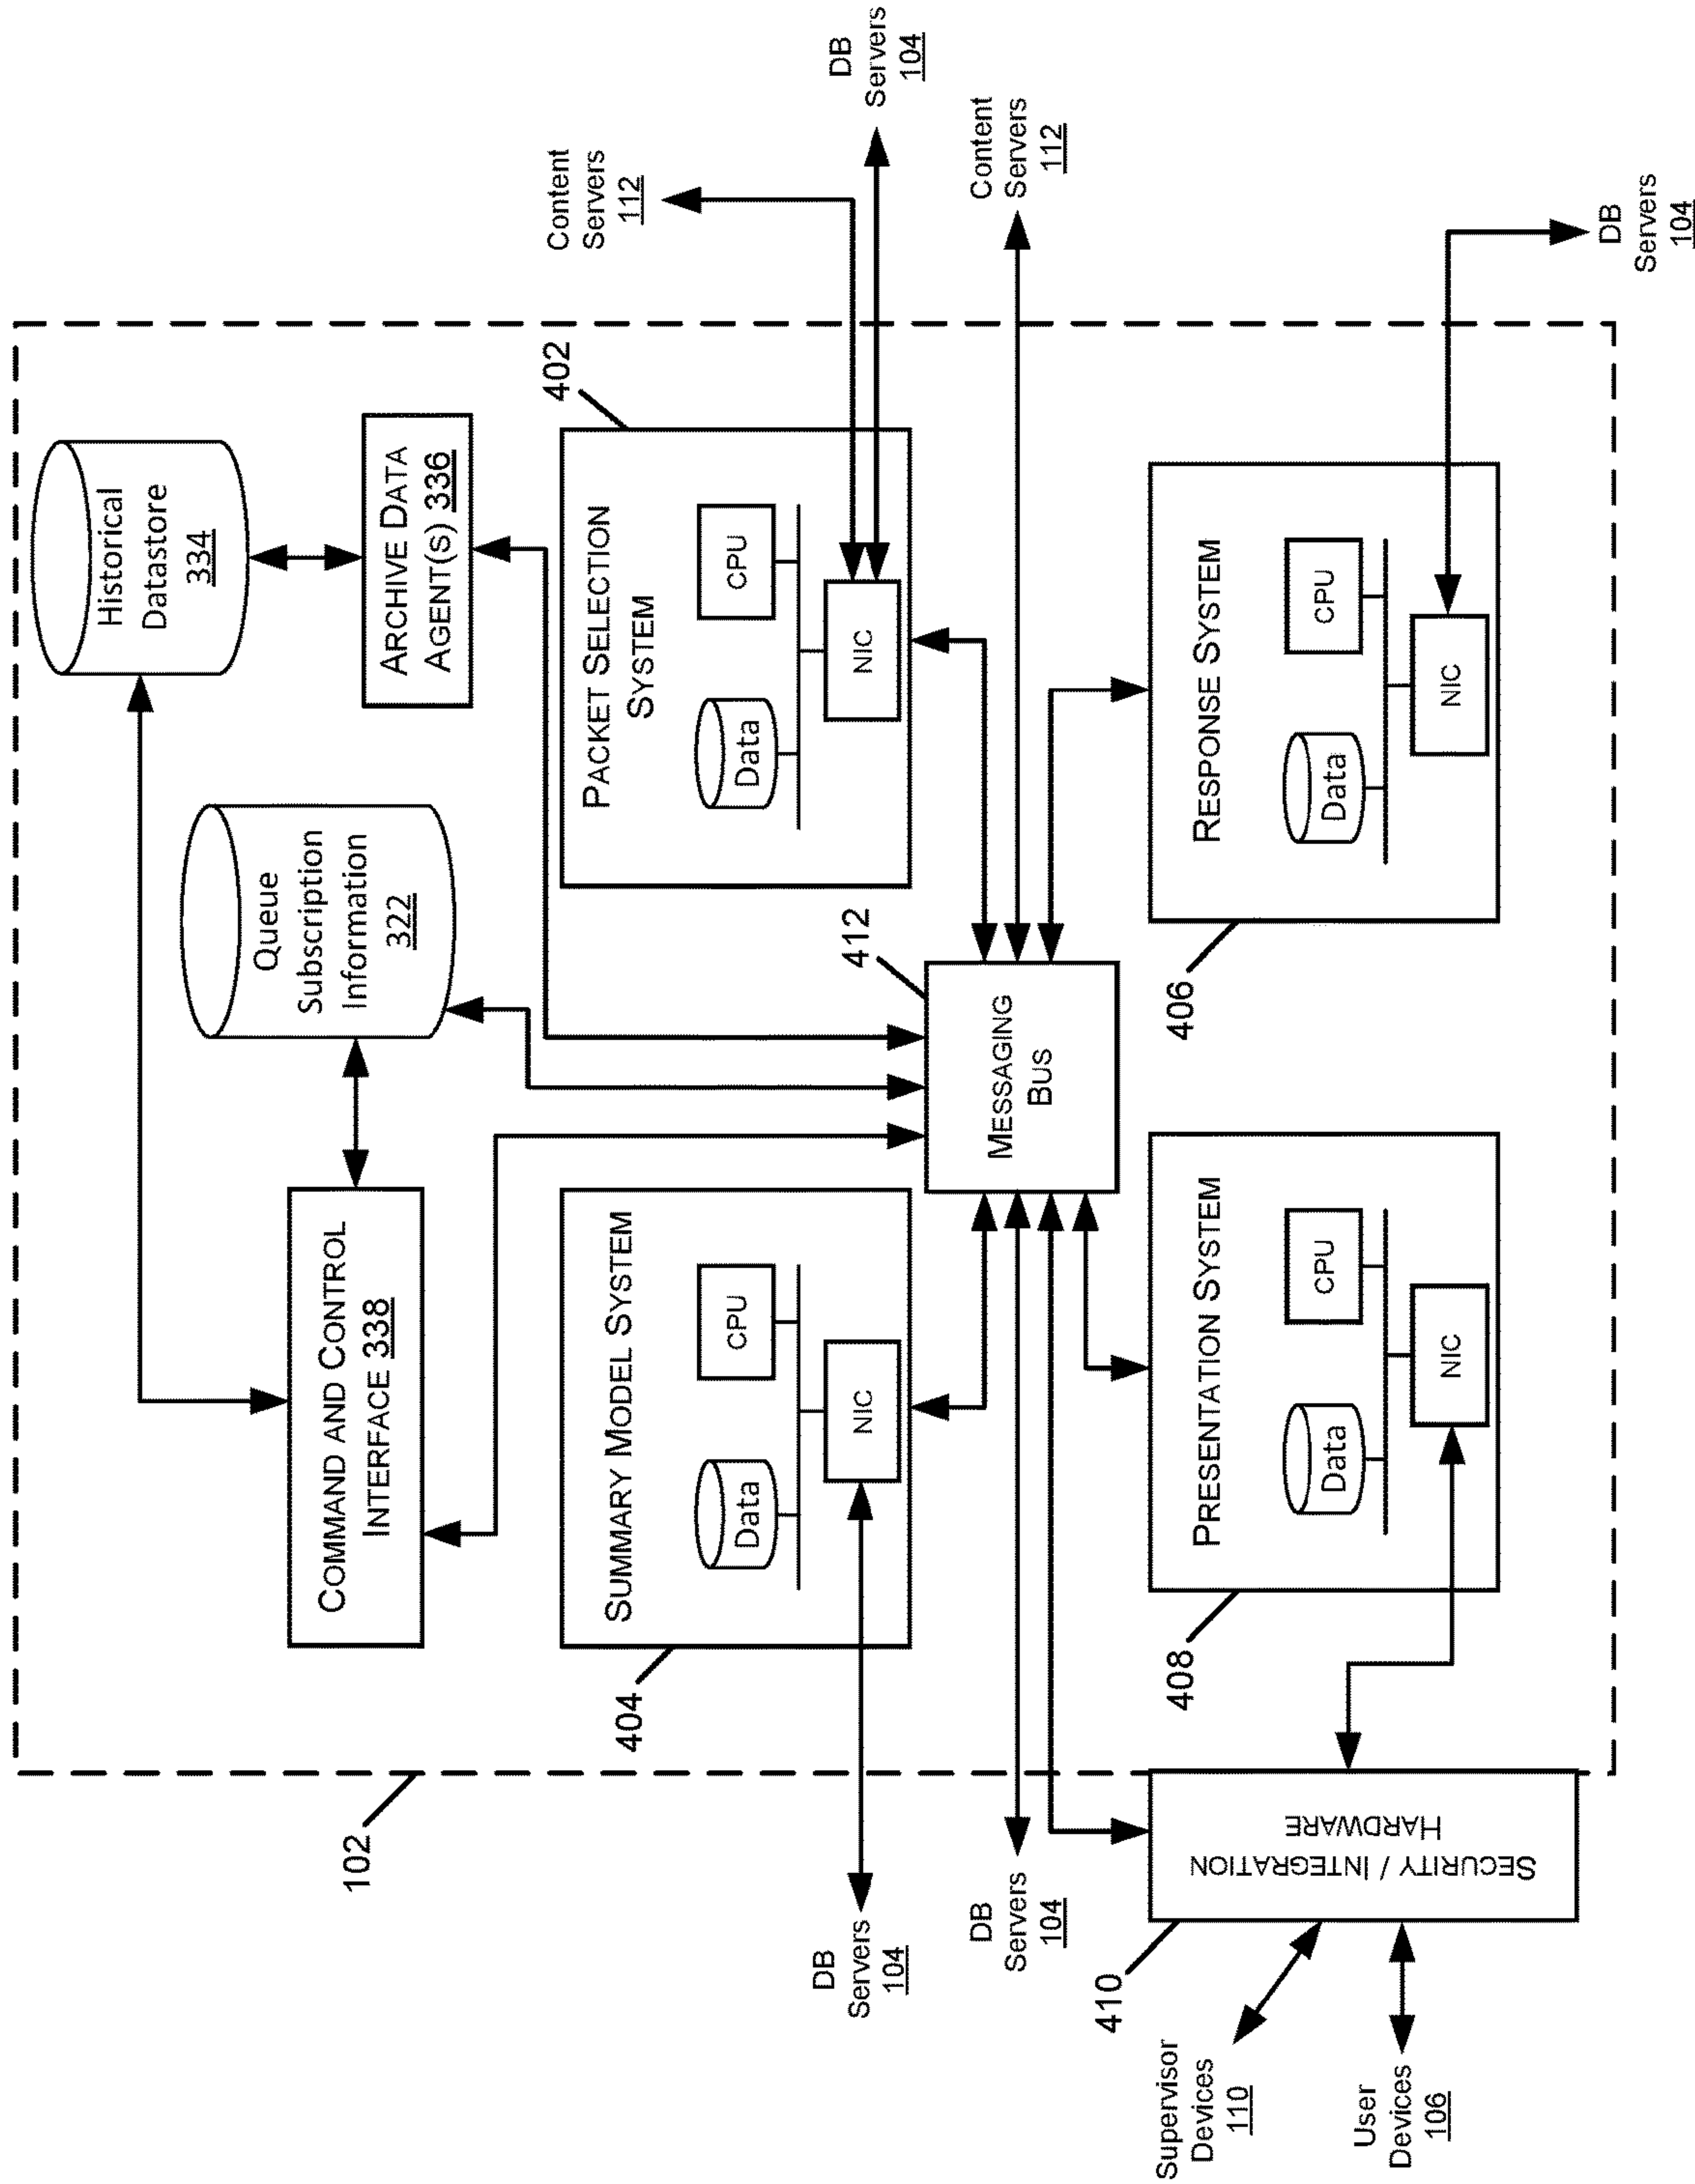 102
COMMAND AND CONTROL
INTERFACE 338
Queue
Subscription
Information
322
Historical
Datastore
334
ARCHIVE DATA
AGENT(S) 336
404
SUMMARY MODEL SYSTEM
Data
CPU
NIC
402
PACKET SELECTION
SYSTEM
Data
CPU
NIC
DB
Servers
104
Content
Servers
112
DB
Servers
104
412
MESSAGING
BUS
DB
Servers
104
Content
Servers
112
410
SECURITY / INTEGRATION
HARDWARE
Supervisor
Devices
110
User
Devices
106
408
PRESENTATION SYSTEM
Data
CPU
NIC
406
RESPONSE SYSTEM
Data
CPU
NIC
DB
Servers
104